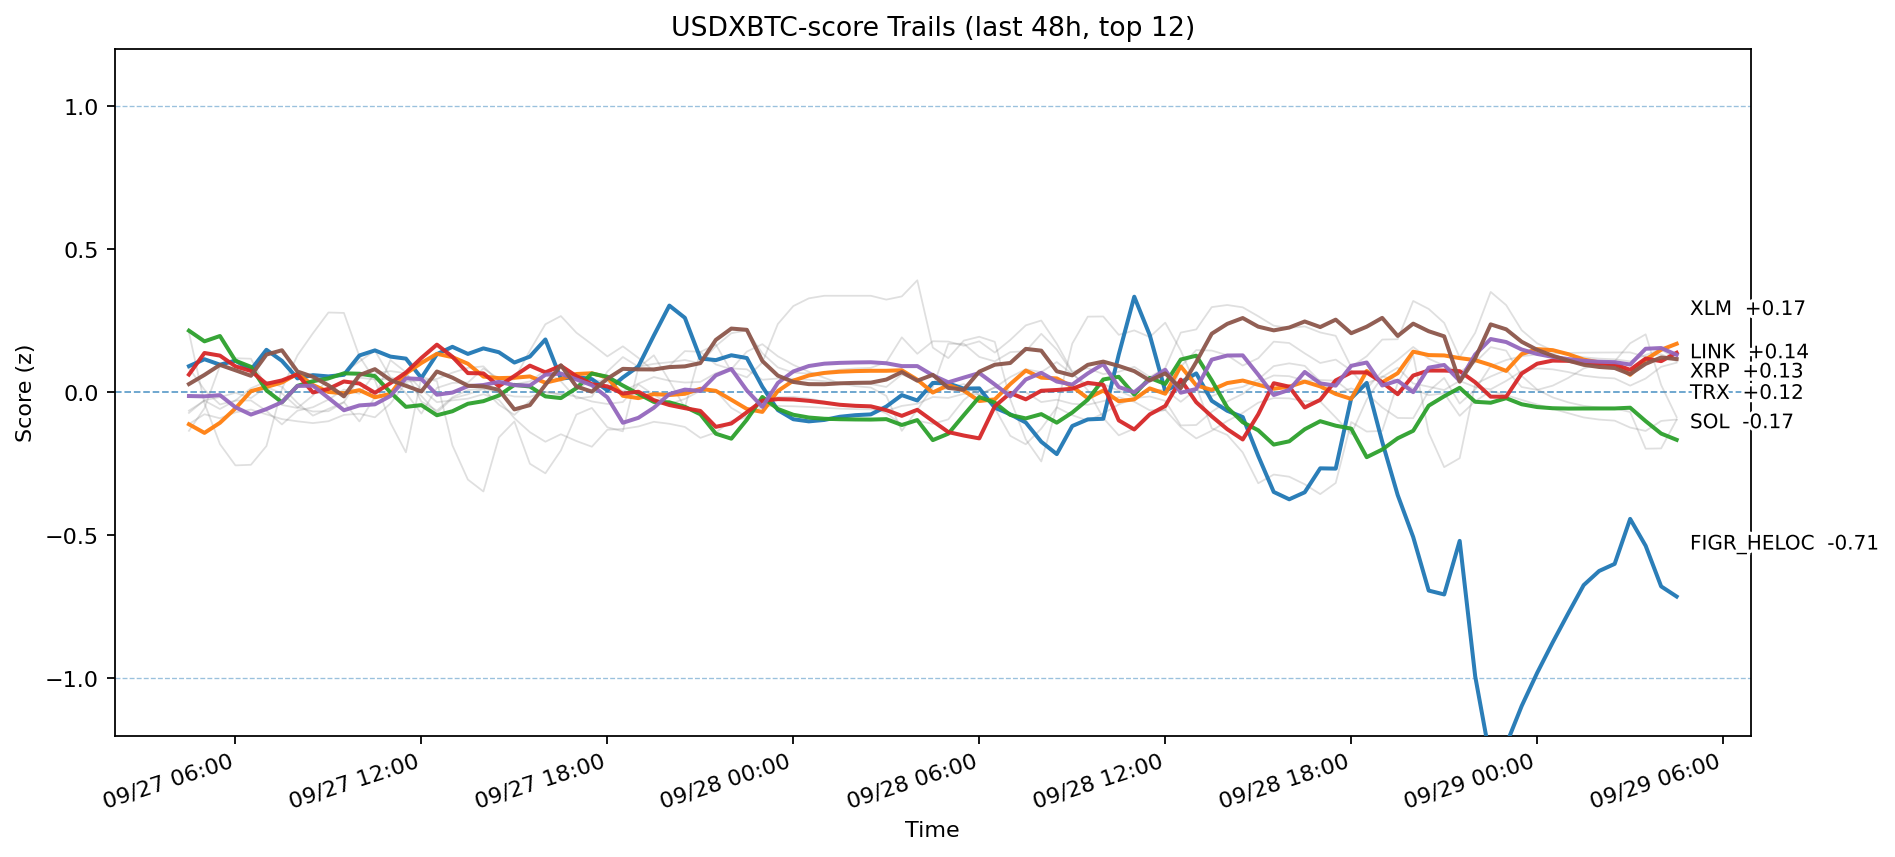 USDXBTC-score Trails (last 48h, top 12)
Score (z)
1.0
0.5
0.0
−0.5
−1.0
XLM +0.17
LINK +0.14
XRP +0.13
TRX +0.12
SOL -0.17
FIGR_HELOC -0.71
09/27 06:00
09/27 12:00
09/27 18:00
09/28 00:00
09/28 06:00
09/28 12:00
09/28 18:00
09/29 00:00
09/29 06:00
Time